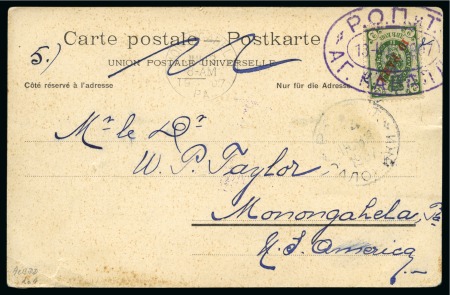 5.)
Carte postale — Postkarte
UNION POSTALE UNIVERSELLE
Côté réservé à l'adresse
Nur für die Adresse.
Р.О.П.и Т.
Mr le Dr
W. P. Taylor,
Monongahela, Pa
U.S. America